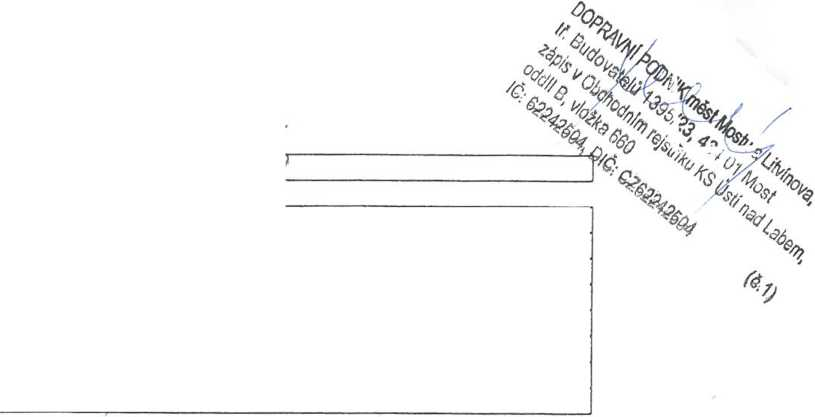 DOPRAVNÍ PODNIK měst Mostu a Litvínova,
tř. Budovatelů 1395/23, 434 01 Most
zápis v Obchodním rejstříku KS Ústí nad Labem,
oddíl B, vložka 660
IČ: 62242504, DIČ: CZ62242504
(č.1)